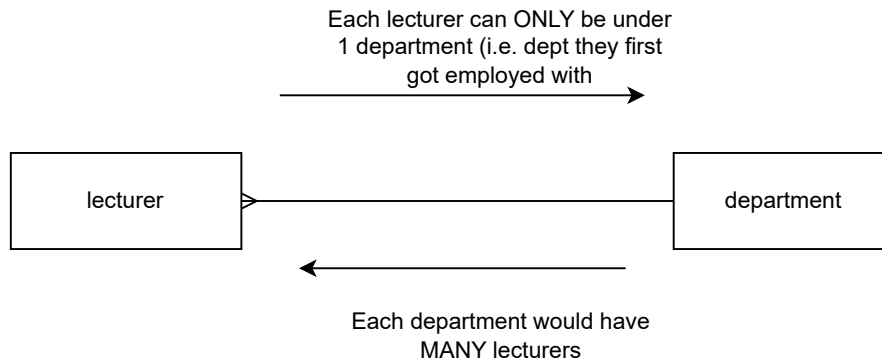 Each lecturer can ONLY be under
1 department (i.e. dept they first
got employed with
lecturer
department
Each department would have
MANY lecturers